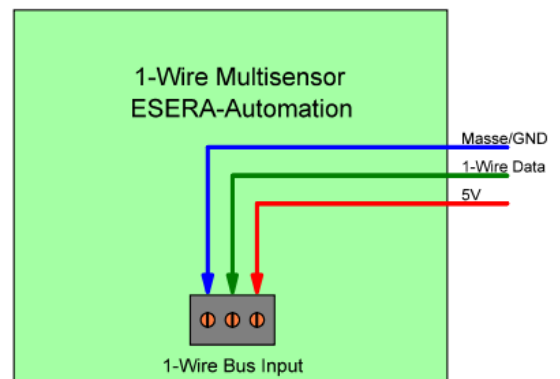 1-Wire Multisensor
ESERA-Automation
Masse/GND
1-Wire Data
5V
1-Wire Bus Input